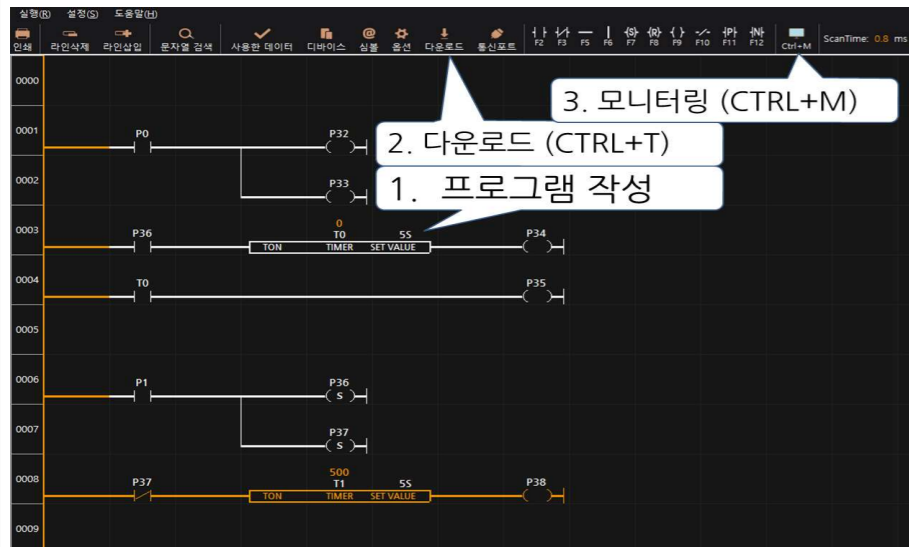 실행(R) 설정(S) 도움말(H)
인쇄 라인삭제 라인삽입 문자열 검색 사용한 데이터 디바이스 심볼 옵션 다운로드 통신포트 F2 F3 F5 F6 F7 F8 F9 F10 F11 F12 Ctrl+M ScanTime: 0.8 ms
0000
3. 모니터링 (CTRL+M)
0001 P0 P32
2. 다운로드 (CTRL+T)
0002 P33
1. 프로그램 작성
0003 P36 0 P34
T0 5S
TON TIMER SET VALUE
0004 T0 P35
0005
0006 P1 P36
S
0007 P37
S
0008 P37 500 P38
T1 5S
TON TIMER SET VALUE
0009